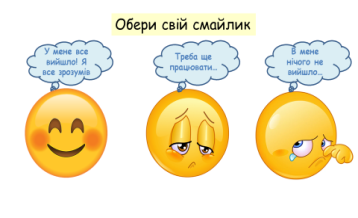 Обери свій смайлик
У мене все
вийшло! Я
все зрозумів
Треба ще
працювати…
В мене
нічого не
вийшло…